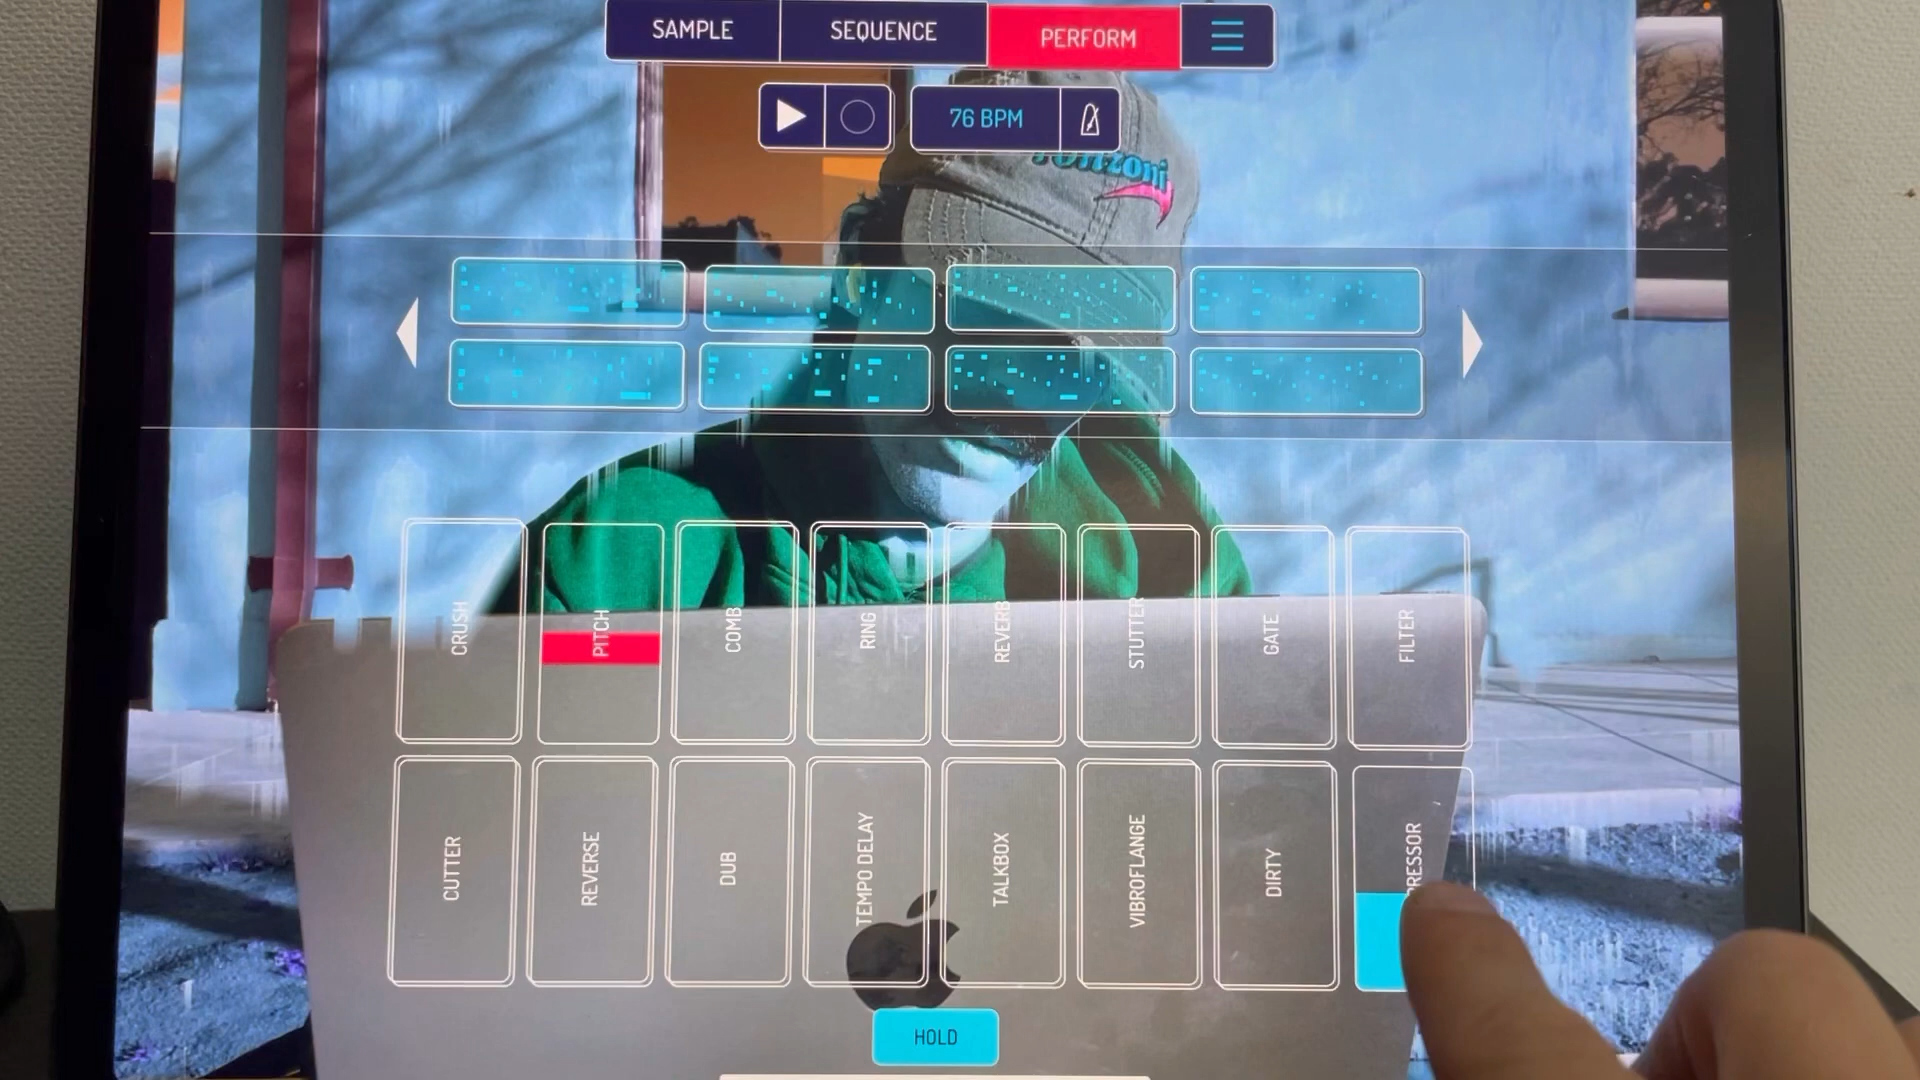 SAMPLE SEQUENCE PERFORM
76 BPM
CRUSH PITCH COMB RING REVERB STUTTER GATE FILTER
CUTTER REVERSE DUB TEMPO DELAY TALKBOX VIBROFLANGE DIRTY PRESSOR
HOLD